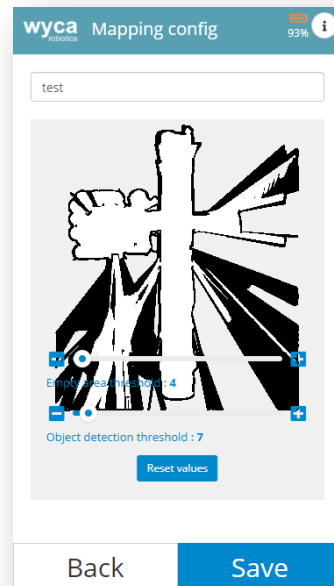 wyca Mapping config
robotics
93%
i
test
Empty area threshold : 4
Object detection threshold : 7
Reset values
Back Save